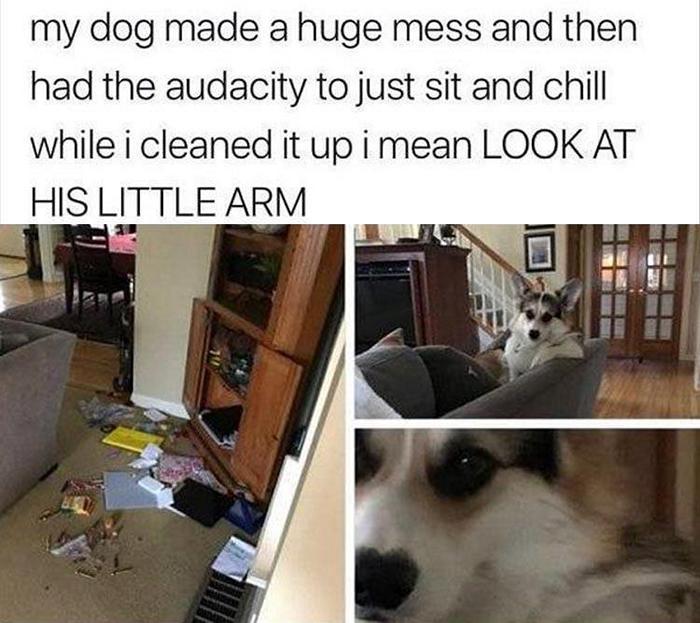 my dog made a huge mess and then
had the audacity to just sit and chill
while i cleaned it up i mean LOOK AT
HIS LITTLE ARM